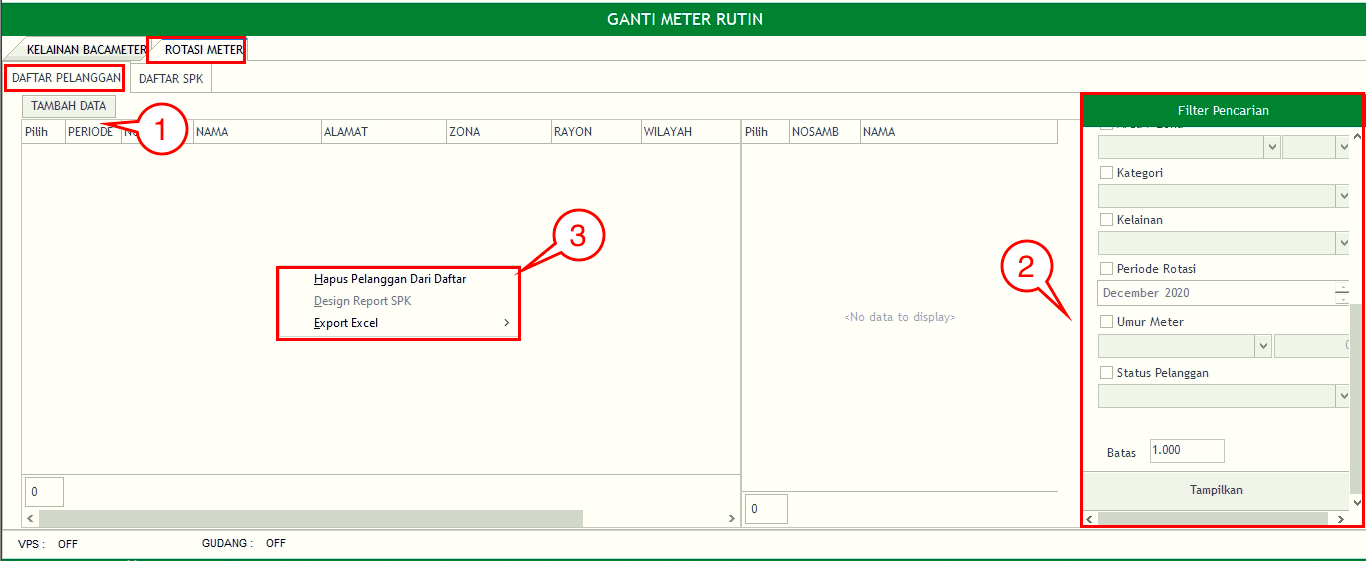 GANTI METER RUTIN
KELAINAN BACAMETER ROTASI METER
DAFTAR PELANGGAN DAFTAR SPK
TAMBAH DATA
1
Pilih PERIODE NAMA ALAMAT ZONA RAYON WILAYAH Pilih NOSAMB NAMA
Filter Pencarian
Kategori
Kelainan
3
2
Hapus Pelanggan Dari Daftar
Design Report SPK
Export Excel
Periode Rotasi
December 2020
<No data to display>
Umur Meter
Status Pelanggan
Batas 1.000
Tampilkan
0
0
VPS : OFF GUDANG : OFF